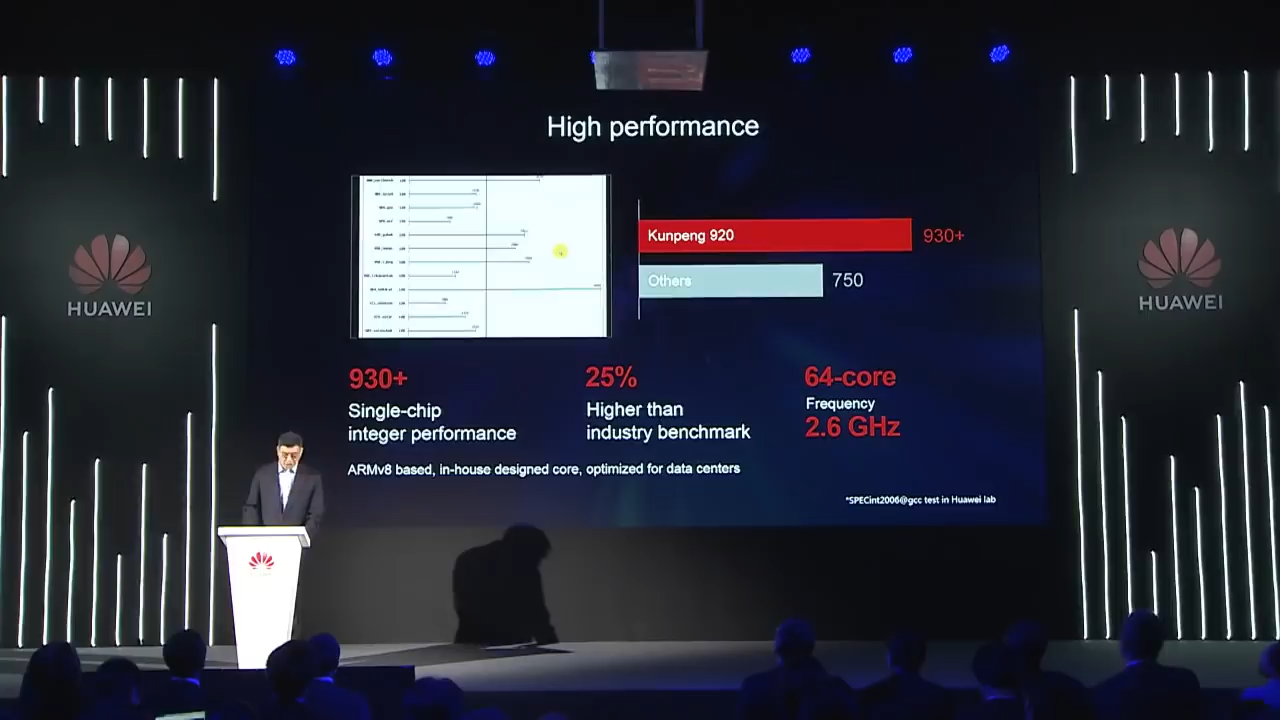 High performance
Kunpeng 920
930+
Others
750
HUAWEI
HUAWEI
930+
Single-chip
integer performance
25%
Higher than
industry benchmark
64-core
Frequency
2.6 GHz
ARMv8 based, in-house designed core, optimized for data centers
*SPECint2006@gcc test in Huawei lab